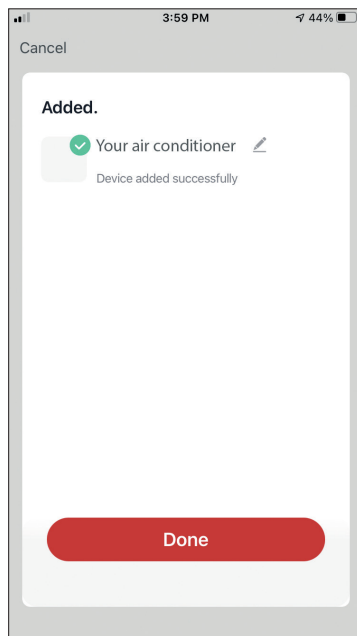 3:59 PM 44%
Cancel
Added.
Your air conditioner
Device added successfully
Done